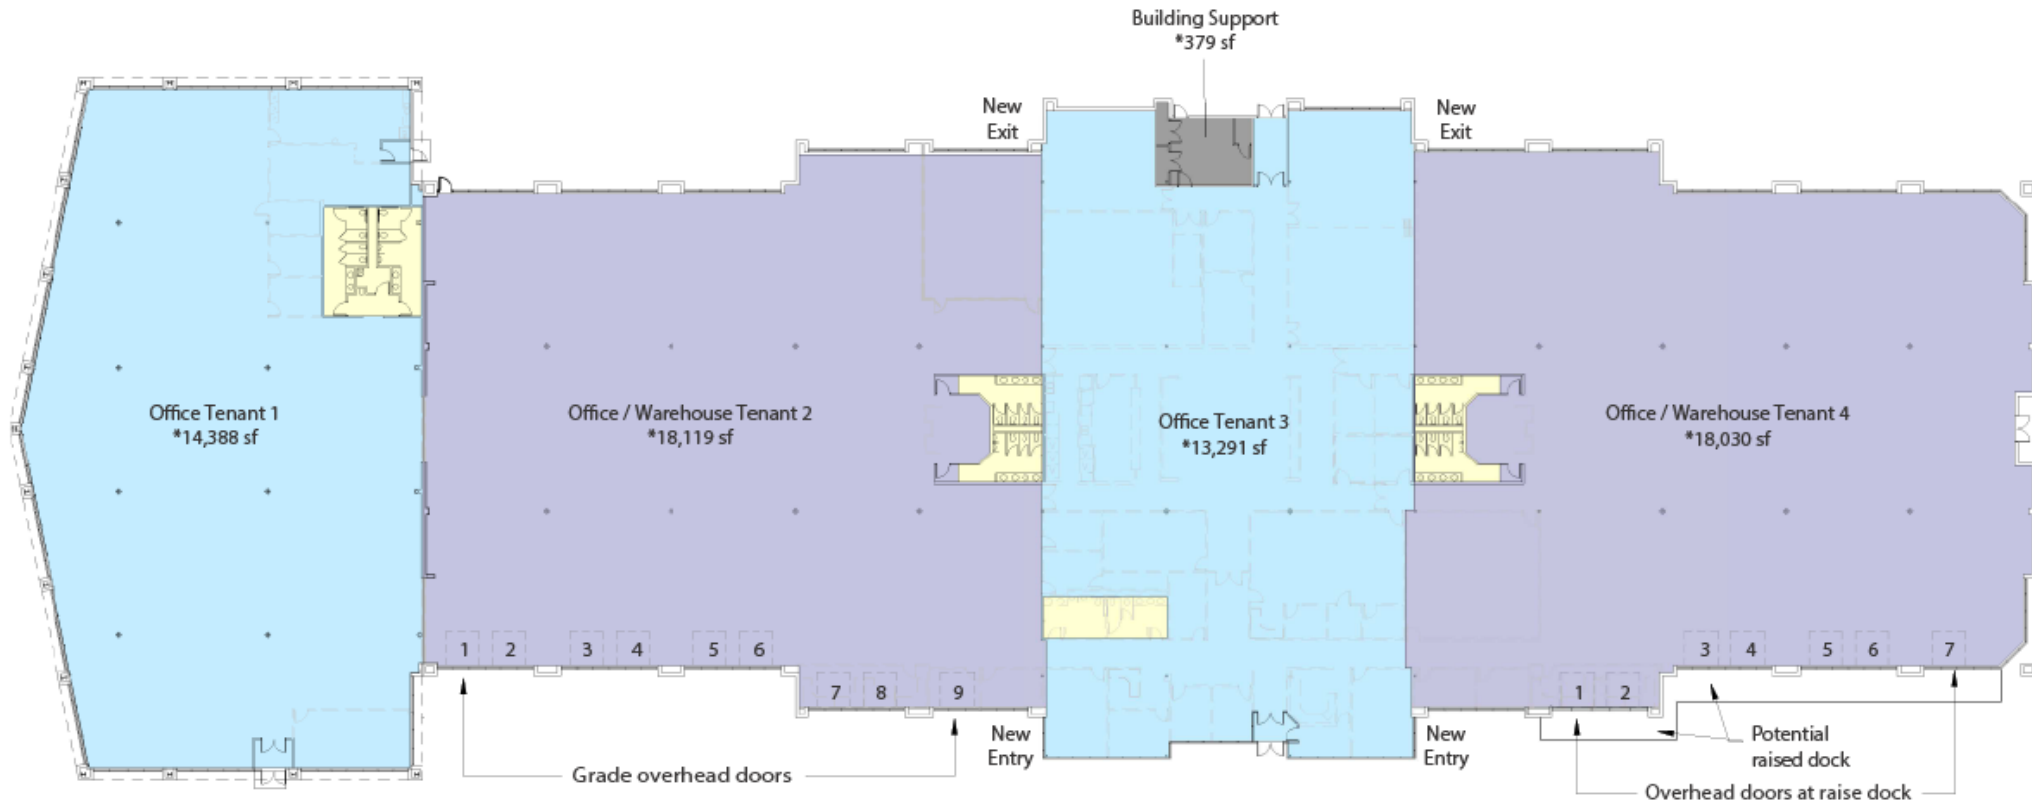 Building Support
*379 sf
New
Exit
New
Exit
Office Tenant 1
*14,388 sf
Office / Warehouse Tenant 2
*18,119 sf
Office Tenant 3
*13,291 sf
Office / Warehouse Tenant 4
*18,030 sf
1 2 3 4 5 6
7 8 9
3 4 5 6 7
1 2
New
Entry
New
Entry
Potential
raised dock
Grade overhead doors
Overhead doors at raise dock